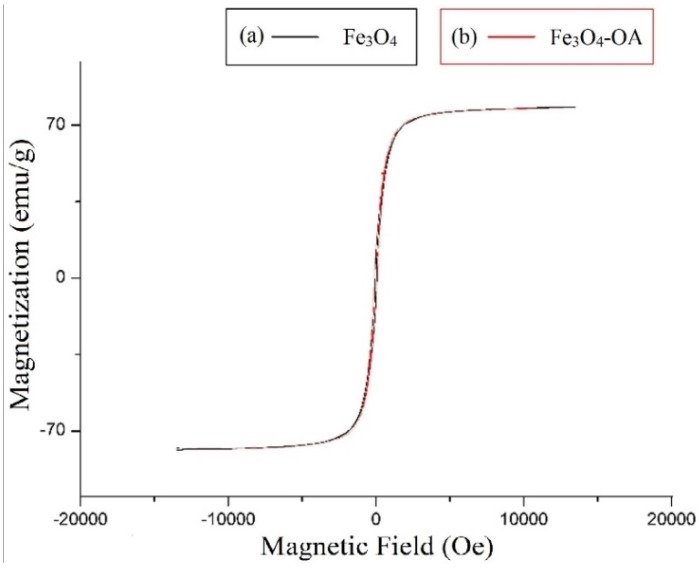 (a) Fe₃O₄
(b) Fe₃O₄-OA
70
0
-70
Magnetization (emu/g)
-20000 -10000 0 10000 20000
Magnetic Field (Oe)